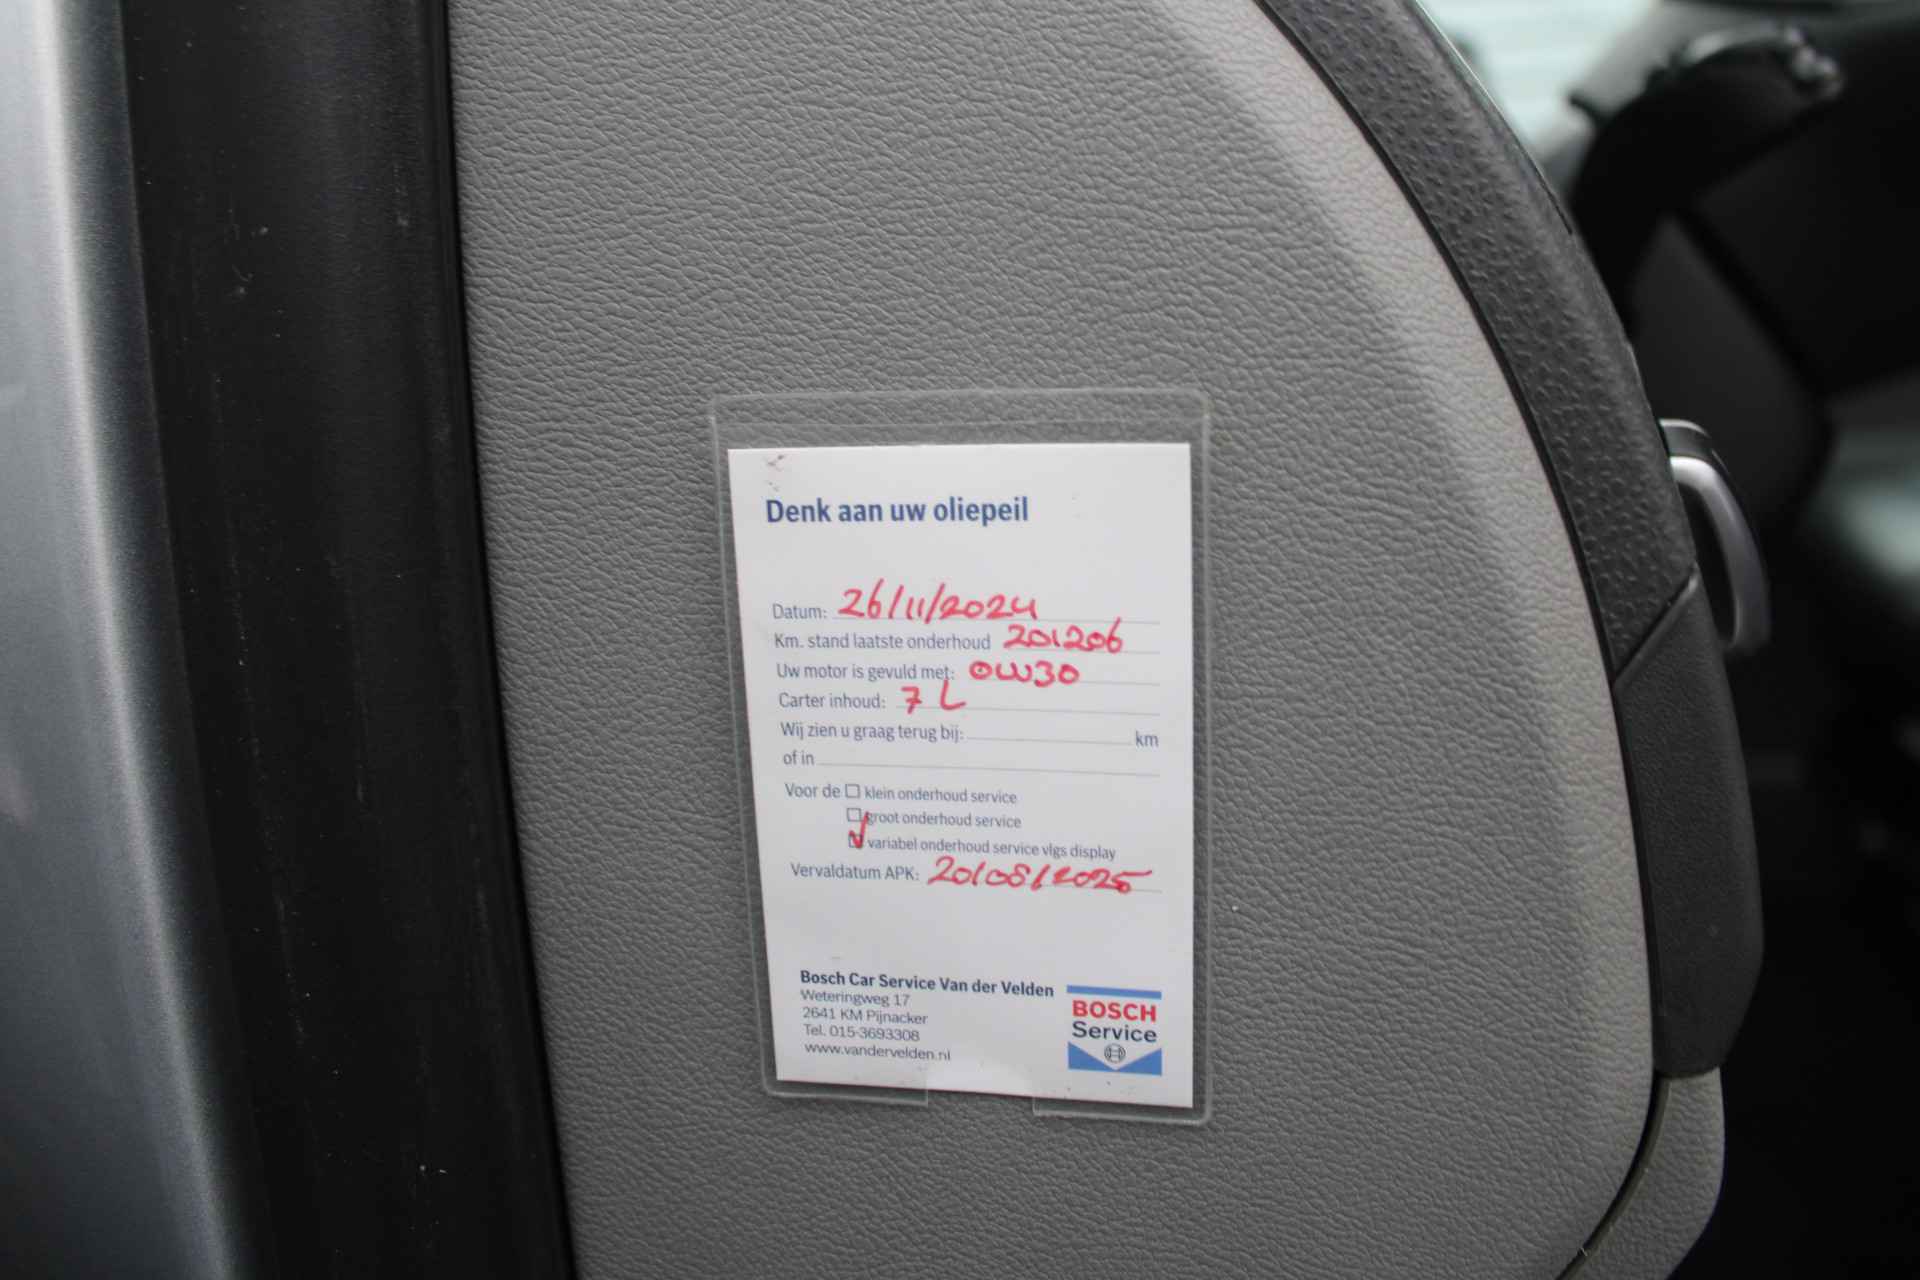 Denk aan uw oliepeil
Datum: 26/11/2024
Km. stand laatste onderhoud 201206
Uw motor is gevuld met: 0W30
Carter inhoud: 7 L
Wij zien u graag terug bij: km
of in
Voor de ☐ klein onderhoud service
☐ groot onderhoud service
☑ variabel onderhoud service vlgs display
Vervaldatum APK: 20/08/2025
Bosch Car Service Van der Velden
Weteringweg 17
2641 KM Pijnacker
Tel. 015-3693308
www.vandervelden.nl
BOSCH
Service